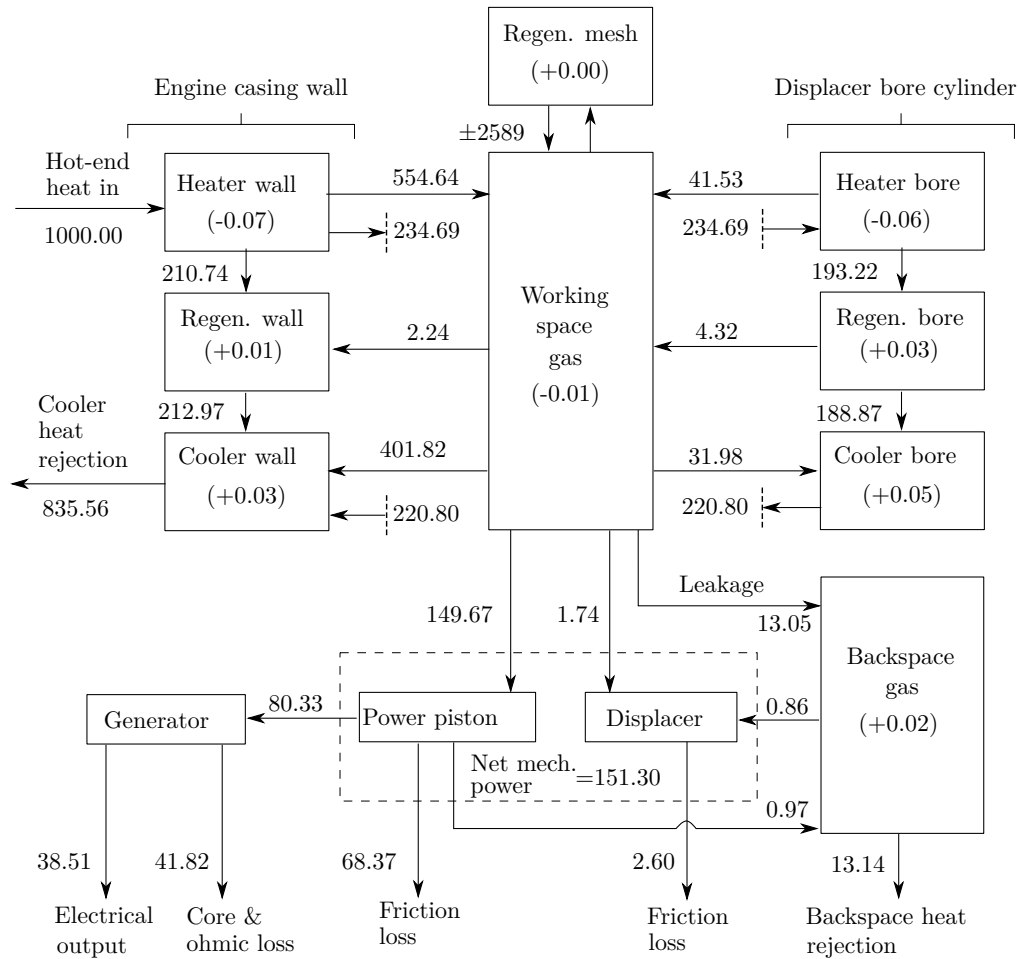 Regen. mesh
(+0.00)
Engine casing wall
Displacer bore cylinder
±2589
Hot-end
heat in
1000.00
Heater wall
(-0.07)
554.64
234.69
41.53
234.69
Heater bore
(-0.06)
210.74
193.22
Working
space
gas
(-0.01)
Regen. wall
(+0.01)
2.24
4.32
Regen. bore
(+0.03)
Cooler
heat
rejection
835.56
212.97
188.87
Cooler wall
(+0.03)
401.82
220.80
31.98
220.80
Cooler bore
(+0.05)
Leakage
13.05
149.67
1.74
Backspace
gas
(+0.02)
Generator
80.33
Power piston
Displacer
0.86
Net mech.
power
=151.30
0.97
38.51
41.82
68.37
2.60
13.14
Electrical
output
Core &
ohmic loss
Friction
loss
Friction
loss
Backspace heat
rejection